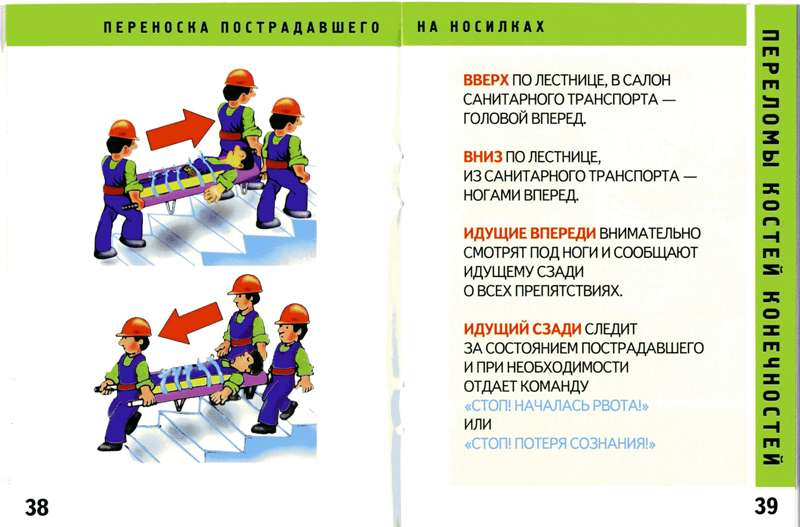 ПЕРЕНОСКА ПОСТРАДАВШЕГО НА НОСИЛКАХ
ВВЕРХ ПО ЛЕСТНИЦЕ, В САЛОН
САНИТАРНОГО ТРАНСПОРТА —
ГОЛОВОЙ ВПЕРЕД.
ВНИЗ ПО ЛЕСТНИЦЕ,
ИЗ САНИТАРНОГО ТРАНСПОРТА —
НОГАМИ ВПЕРЕД.
ИДУЩИЕ ВПЕРЕДИ ВНИМАТЕЛЬНО
СМОТРЯТ ПОД НОГИ И СООБЩАЮТ
ИДУЩЕМУ СЗАДИ
О ВСЕХ ПРЕПЯТСТВИЯХ.
ИДУЩИЙ СЗАДИ СЛЕДИТ
ЗА СОСТОЯНИЕМ ПОСТРАДАВШЕГО
И ПРИ НЕОБХОДИМОСТИ
ОТДАЕТ КОМАНДУ
«СТОП! НАЧАЛАСЬ РВОТА!»
ИЛИ
«СТОП! ПОТЕРЯ СОЗНАНИЯ!»
ПЕРЕЛОМЫ КОСТЕЙ КОНЕЧНОСТЕЙ
38
39